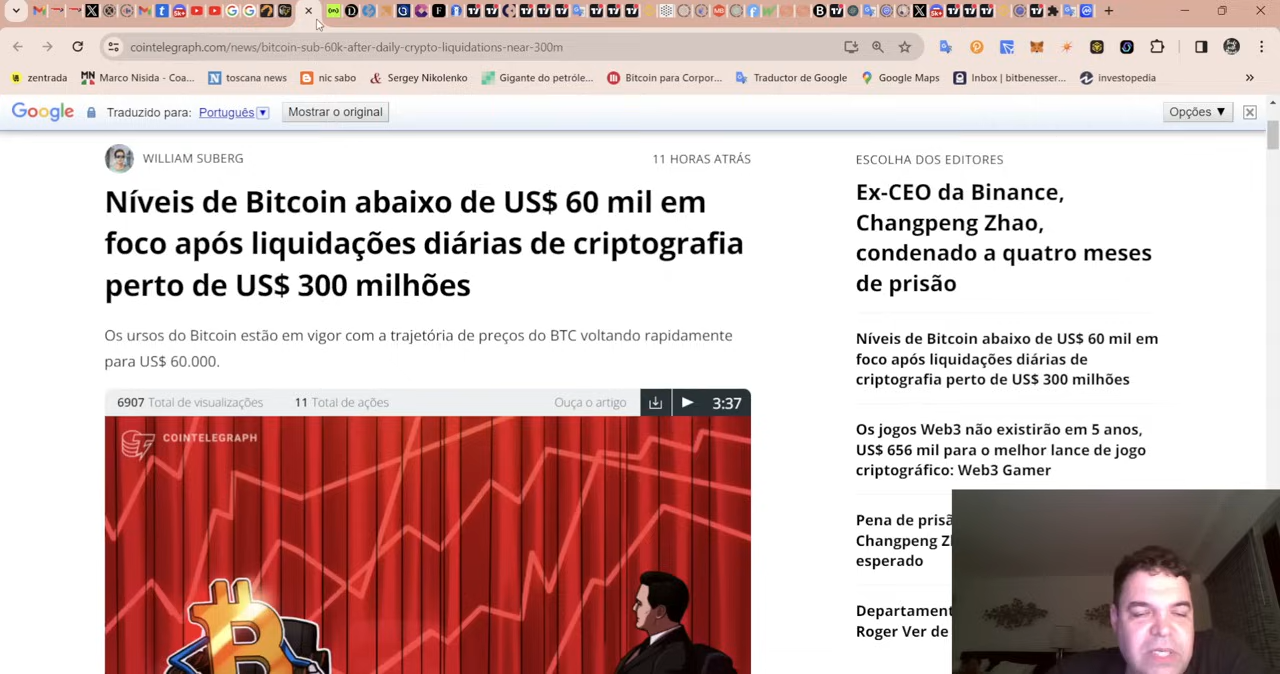 cointelegraph.com/news/bitcoin-sub-60k-after-daily-crypto-liquidations-near-300m
zentrada
Marco Nisida - Coa...
toscana news
nic sabo
Sergey Nikolenko
Gigante do petróle...
Bitcoin para Corpor...
Tradutor de Google
Google Maps
Inbox | bitbenesser...
investopedia
»
Google
Traduzido para:
Português
Mostrar o original
Opções ▼
WILLIAM SUBERG
11 HORAS ATRÁS
Níveis de Bitcoin abaixo de US$ 60 mil em
foco após liquidações diárias de criptografia
perto de US$ 300 milhões
Os ursos do Bitcoin estão em vigor com a trajetória de preços do BTC voltando rapidamente
para US$ 60.000.
6907 Total de visualizações
11 Total de ações
Ouça o artigo
3:37
COINTELEGRAPH
ESCOLHA DOS EDITORES
Ex-CEO da Binance,
Changpeng Zhao,
condenado a quatro meses
de prisão
Níveis de Bitcoin abaixo de US$ 60 mil em
foco após liquidações diárias de
criptografia perto de US$ 300 milhões
Os jogos Web3 não existirão em 5 anos,
US$ 656 mil para o melhor lance de jogo
criptográfico: Web3 Gamer
Pena de
Changpeng
esperado
Departamen
Roger Ver de